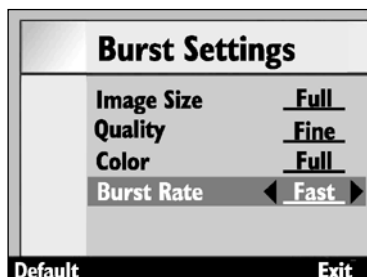 Burst Settings
Image Size Full
Quality Fine
Color Full
Burst Rate Fast
Default Exit